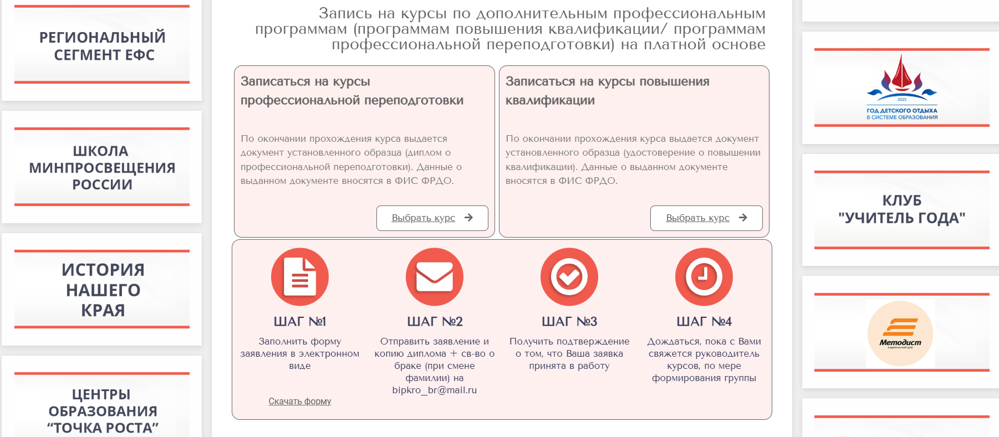 РЕГИОНАЛЬНЫЙ
СЕГМЕНТ ЕФС
ШКОЛА
МИНПРОСВЕЩЕНИЯ
РОССИИ
ИСТОРИЯ
НАШЕГО
КРАЯ
ЦЕНТРЫ
ОБРАЗОВАНИЯ
“ТОЧКА РОСТА”
Запись на курсы по дополнительным профессиональным
программам (программам повышения квалификации/ программам
профессиональной переподготовки) на платной основе
Записаться на курсы
профессиональной переподготовки
По окончании прохождения курса выдается
документ установленного образца (диплом о
профессиональной переподготовки). Данные о
выданном документе вносятся в ФИС ФРДО.
Выбрать курс
Записаться на курсы повышения
квалификации
По окончании прохождения курса выдается документ
установленного образца (удостоверение о повышении
квалификации). Данные о выданном документе
вносятся в ФИС ФРДО.
Выбрать курс
ШАГ №1
Заполнить форму
заявления в электронном
виде
Скачать форму
ШАГ №2
Отправить заявление и
копию диплома + св-во о
браке (при смене
фамилии) на
bipkro_br@mail.ru
ШАГ №3
Получить подтверждение
о том, что Ваша заявка
принята в работу
ШАГ №4
Дождаться, пока с Вами
свяжется руководитель
курсов, по мере
формирования группы
2025
ГОД ДЕТСКОГО ОТДЫХА
В СИСТЕМЕ ОБРАЗОВАНИЯ
КЛУБ
"УЧИТЕЛЬ ГОДА"
Методист
издательский дом